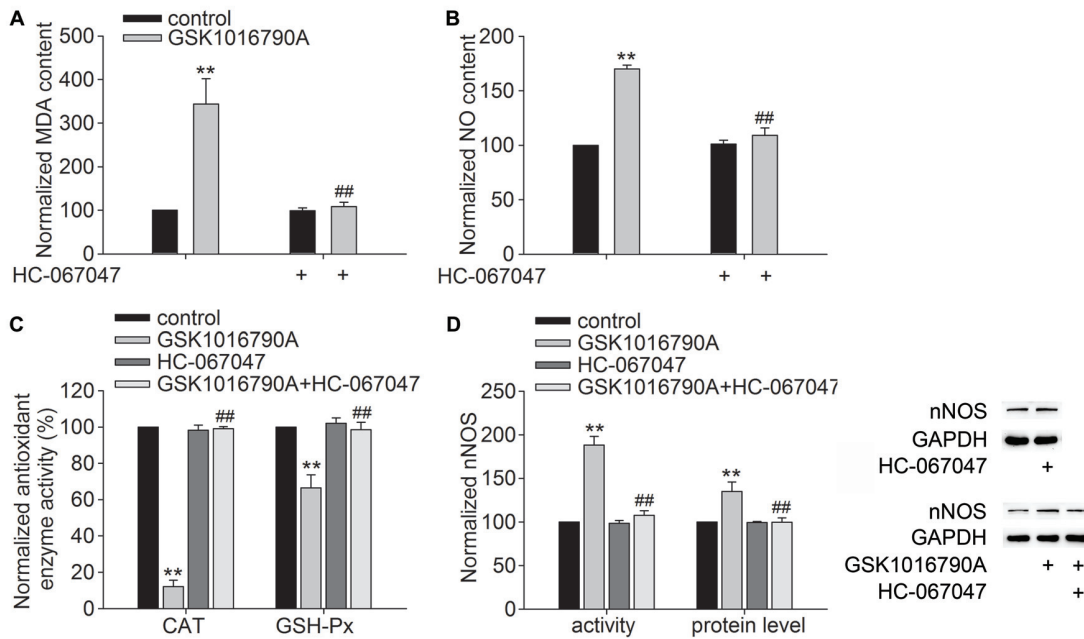 A
control
GSK1016790A
Normalized MDA content
500
400
300
200
100
0
**
##
HC-067047 + +
B
Normalized NO content
200
150
100
50
0
**
##
+ +
C
control
GSK1016790A
HC-067047
GSK1016790A+HC-067047
Normalized antioxidant
enzyme activity (%)
120
100
80
60
40
20
0
**
##
**
##
CAT GSH-Px
D
control
GSK1016790A
HC-067047
GSK1016790A+HC-067047
Normalized nNOS
250
200
150
100
50
0
**
##
**
##
activity protein level
nNOS
GAPDH
HC-067047 +
nNOS
GAPDH
GSK1016790A + +
HC-067047 +